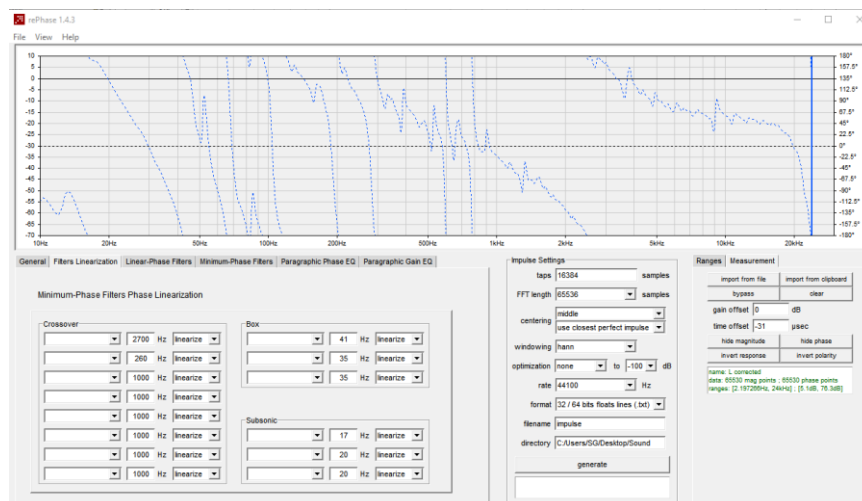 rePhase 1.4.3
File View Help
10 180°
5 157.5°
0 135°
-5 112.5°
-10 90°
-15 67.5°
-20 45°
-25 22.5°
-30 0°
-35 -22.5°
-40 -45°
-45 -67.5°
-50 -90°
-55 -112.5°
-60 -135°
-65 -157.5°
-70 -180°
10Hz 20Hz 50Hz 100Hz 200Hz 500Hz 1kHz 2kHz 5kHz 10kHz 20kHz
General Filters Linearization Linear-Phase Filters Minimum-Phase Filters Paragraphic Phase EQ Paragraphic Gain EQ
Minimum-Phase Filters Phase Linearization
Crossover
2700 Hz linearize
260 Hz linearize
1000 Hz linearize
1000 Hz linearize
1000 Hz linearize
1000 Hz linearize
1000 Hz linearize
1000 Hz linearize
Box
41 Hz linearize
35 Hz linearize
35 Hz linearize
Subsonic
17 Hz linearize
20 Hz linearize
20 Hz linearize
Impulse Settings
taps 16384 samples
FFT length 65536 samples
centering middle
use closest perfect impulse
windowing hann
optimization none to -100 dB
rate 44100 Hz
format 32 / 64 bits floats lines (.txt)
filename impulse
directory C:/Users/SG/Desktop/Sound
generate
Ranges Measurement
import from file import from clipboard
bypass clear
gain offset 0 dB
time offset -31 µsec
hide magnitude hide phase
invert response invert polarity
name: L corrected
data: 65530 mag points ; 65530 phase points
ranges: [2.197266Hz, 24kHz] ; [5.1dB, 76.3dB]